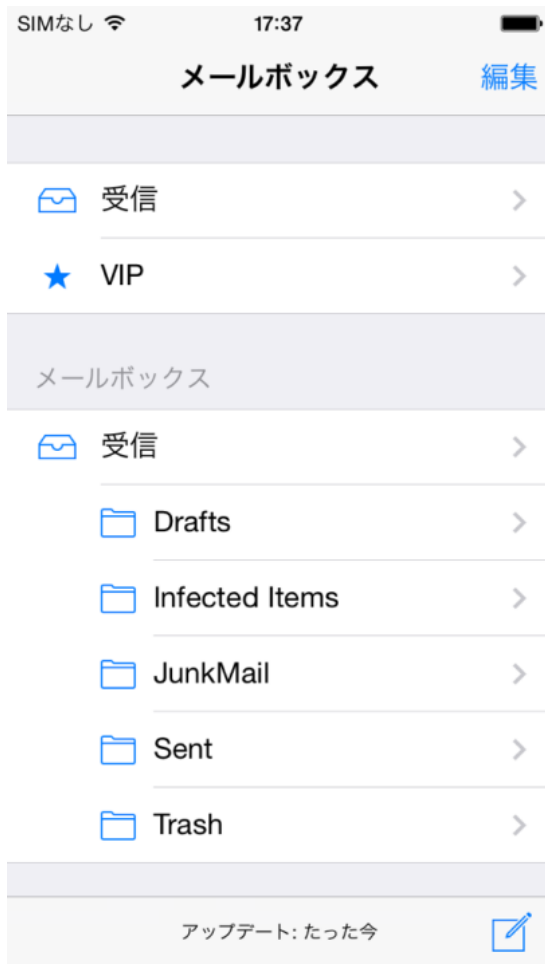 SIMなし 17:37
メールボックス 編集
受信
VIP
メールボックス
受信
Drafts
Infected Items
JunkMail
Sent
Trash
アップデート: たった今